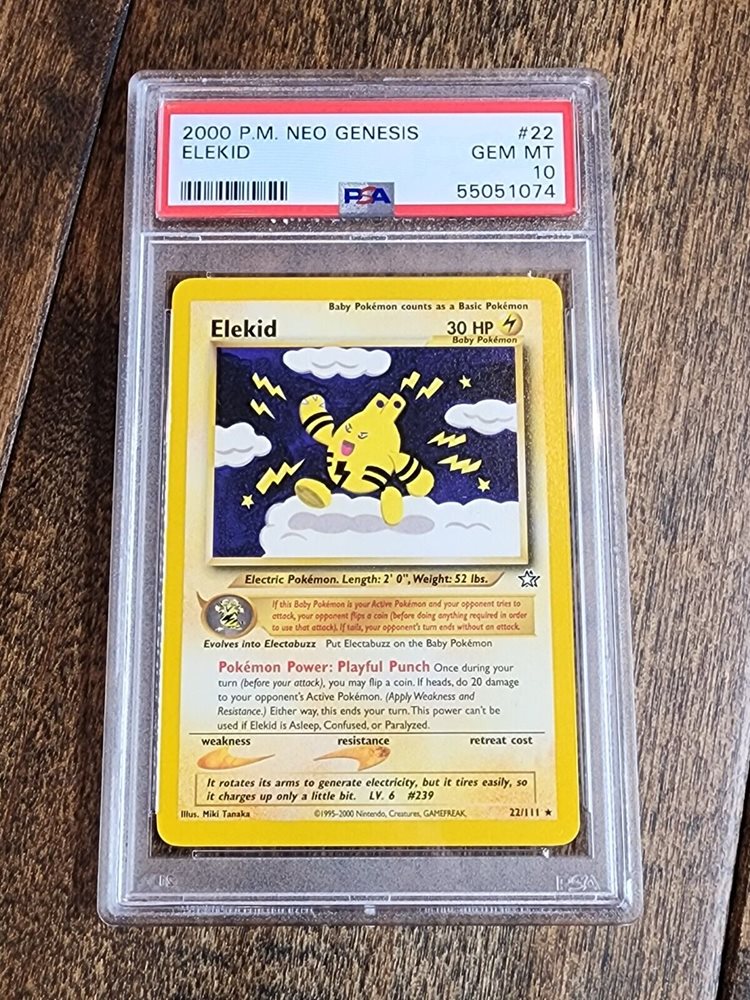 2000 P.M. NEO GENESIS #22
ELEKID GEM MT
10
PSA 55051074
Baby Pokémon counts as a Basic Pokémon
Elekid 30 HP
Baby Pokémon
Electric Pokémon. Length: 2' 0", Weight: 52 lbs.
If this Baby Pokémon is your Active Pokémon and your opponent tries to
attack, your opponent flips a coin (before doing anything required in order
to use that attack). If tails, your opponent's turn ends without an attack.
Evolves into Electabuzz Put Electabuzz on the Baby Pokémon
Pokémon Power: Playful Punch Once during your
turn (before your attack), you may flip a coin. If heads, do 20 damage
to your opponent's Active Pokémon. (Apply Weakness and
Resistance.) Either way, this ends your turn. This power can't be
used if Elekid is Asleep, Confused, or Paralyzed.
weakness resistance retreat cost
It rotates its arms to generate electricity, but it tires easily, so
it charges up only a little bit. LV. 6 #239
Illus. Miki Tanaka ©1995-2000 Nintendo, Creatures, GAMEFREAK. 22/111 ★
PSA